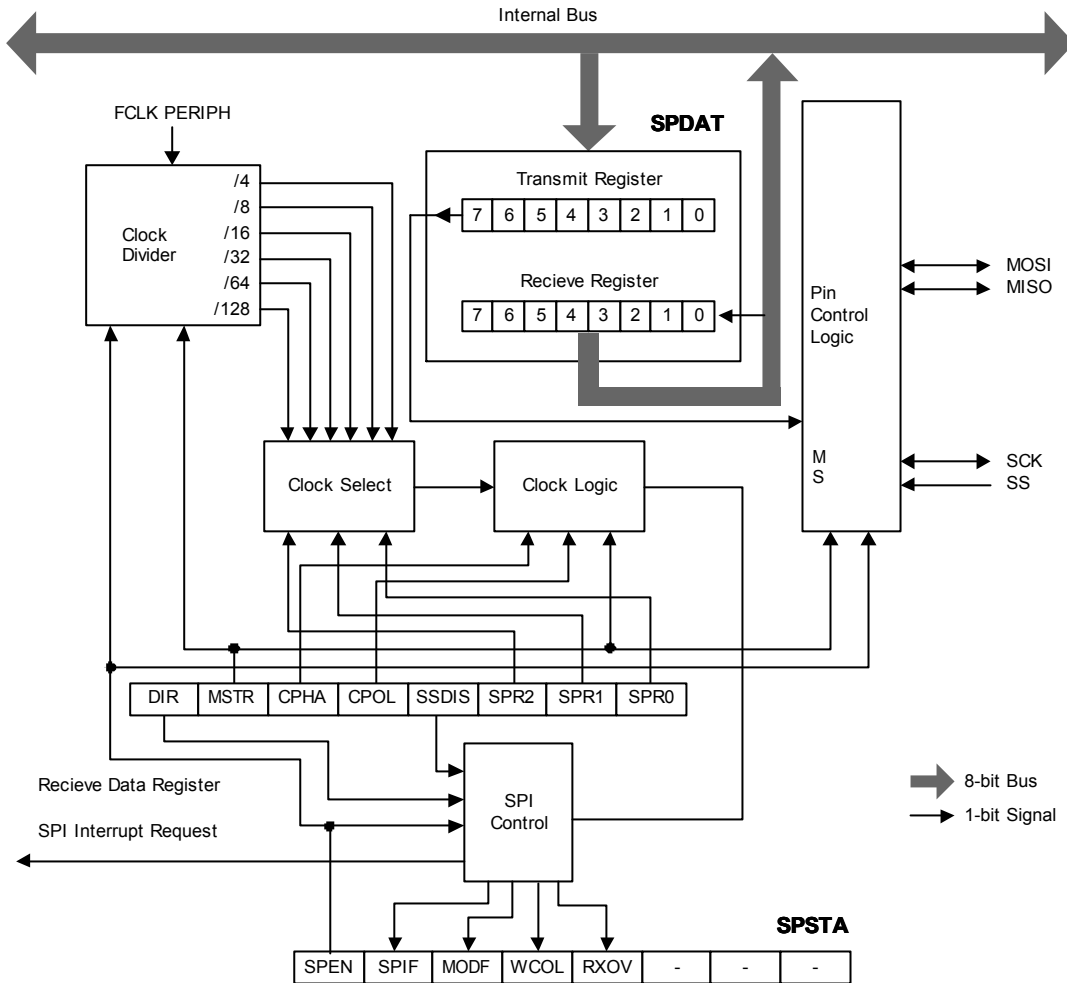 Internal Bus
FCLK PERIPH
SPDAT
/4
/8
/16
/32
/64
/128
Clock
Divider
Transmit Register
7 6 5 4 3 2 1 0
Recieve Register
7 6 5 4 3 2 1 0
Pin
Control
Logic
M
S
MOSI
MISO
SCK
SS
Clock Select
Clock Logic
DIR MSTR CPHA CPOL SSDIS SPR2 SPR1 SPR0
Recieve Data Register
SPI Interrupt Request
SPI
Control
8-bit Bus
1-bit Signal
SPSTA
SPEN SPIF MODF WCOL RXOV - - -